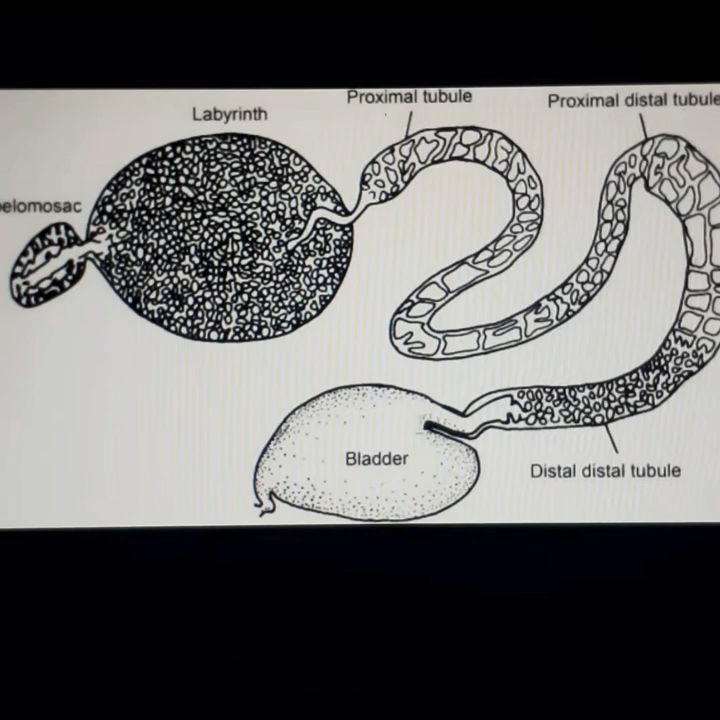 Proximal tubule
Proximal distal tubule
Labyrinth
elomosac
Bladder
Distal distal tubule